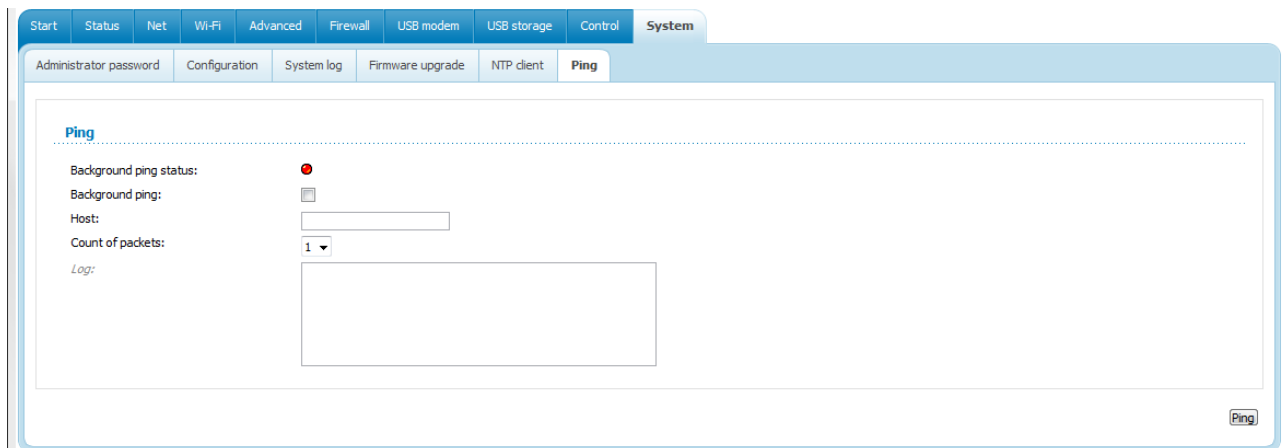 Start Status Net Wi-Fi Advanced Firewall USB modem USB storage Control System
Administrator password Configuration System log Firmware upgrade NTP client Ping
Ping
Background ping status:
Background ping:
Host:
Count of packets: 1
Log:
Ping